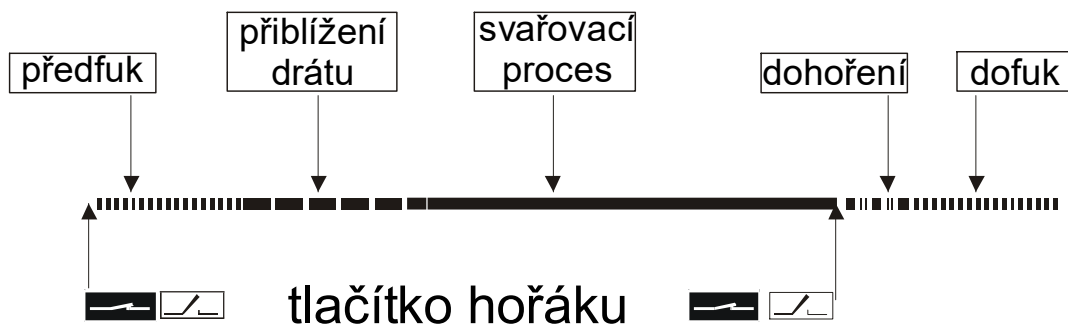 předfuk
přiblížení
drátu
svařovací
proces
dohoření
dofuk
tlačítko hořáku